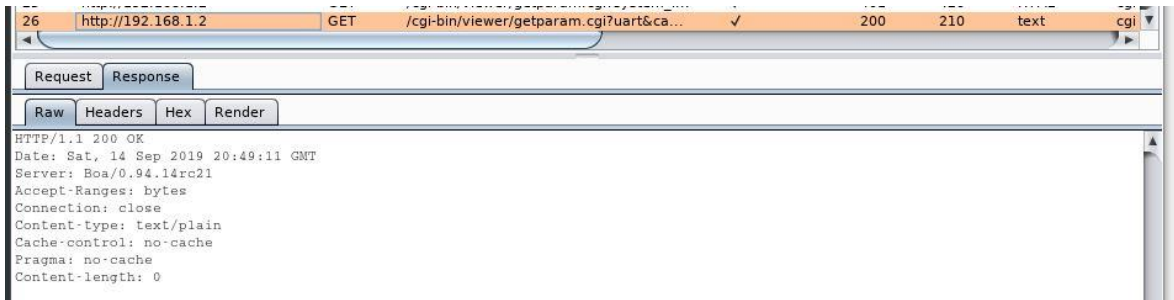 26 http://192.168.1.2 GET /cgi-bin/viewer/getparam.cgi?uart&ca... ✓ 200 210 text cgi
Request Response
Raw Headers Hex Render
HTTP/1.1 200 OK
Date: Sat, 14 Sep 2019 20:49:11 GMT
Server: Boa/0.94.14rc21
Accept-Ranges: bytes
Connection: close
Content-type: text/plain
Cache-control: no-cache
Pragma: no-cache
Content-length: 0